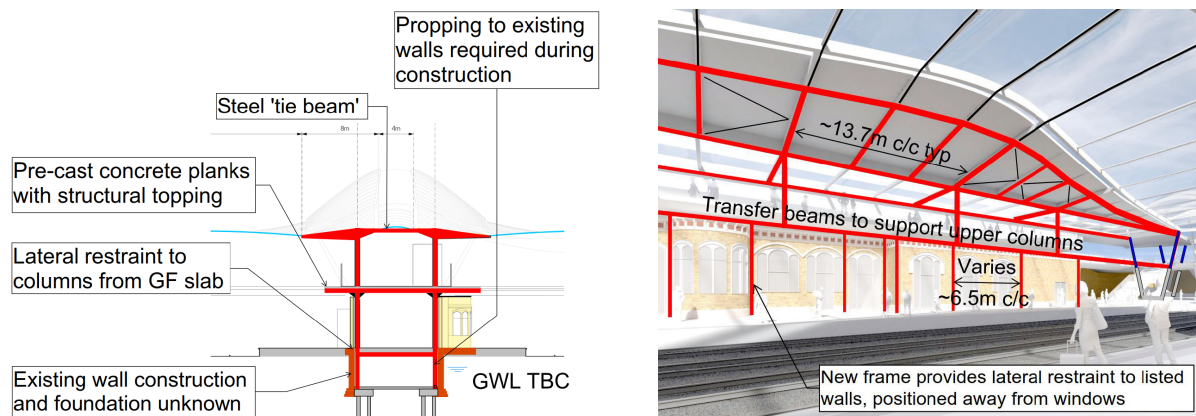 Propping to existing
walls required during
construction
Steel 'tie beam'
8m
4m
Pre-cast concrete planks
with structural topping
Lateral restraint to
columns from GF slab
Existing wall construction
and foundation unknown
GWL TBC
~13.7m c/c typ
Transfer beams to support upper columns
Varies
~6.5m c/c
New frame provides lateral restraint to listed
walls, positioned away from windows